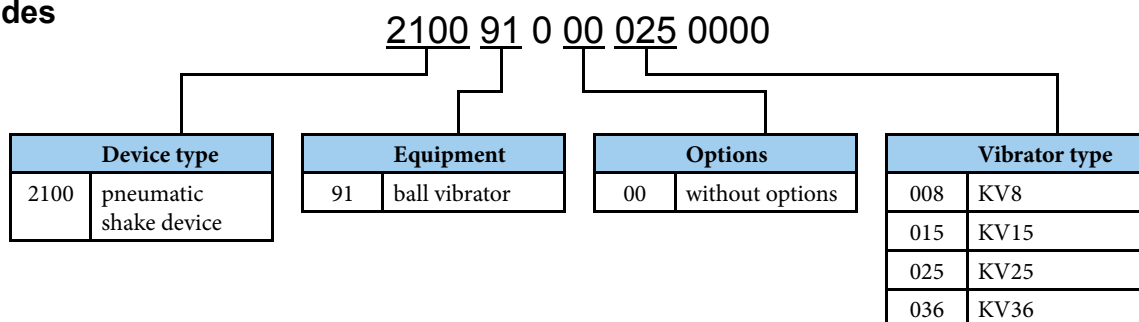 des
2100 91 0 00 025 0000
Device type
2100 pneumatic
shake device
Equipment
91 ball vibrator
Options
00 without options
Vibrator type
008 KV8
015 KV15
025 KV25
036 KV36